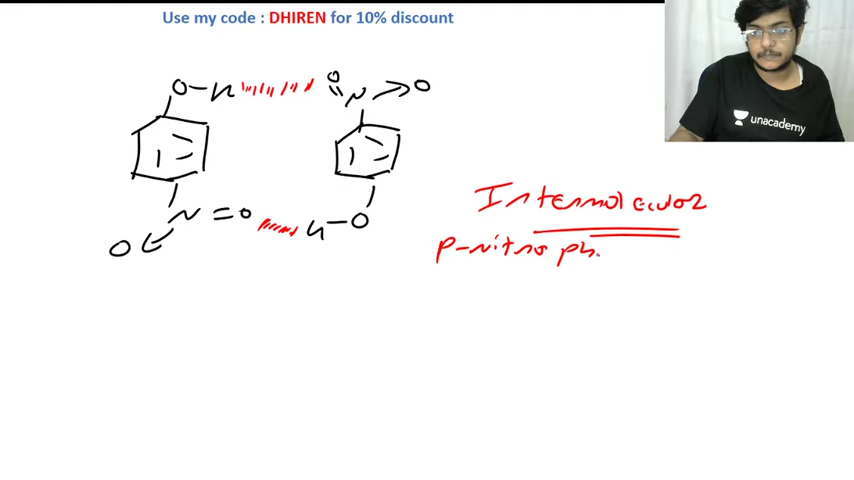 Use my code : DHIREN for 10% discount
unacademy
O-H O N O
N = O H-O
O
Intermolecular
P-nitro ph